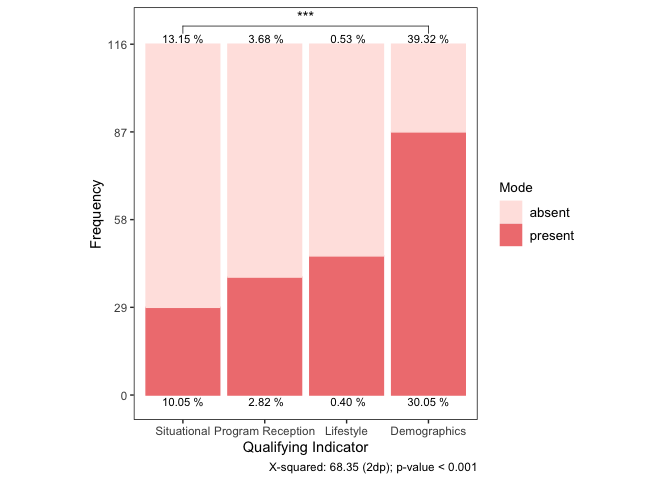 ***
13.15 % 3.68 % 0.53 % 39.32 %
116
87
58
29
0
Frequency
10.05 % 2.82 % 0.40 % 30.05 %
Situational Program Reception Lifestyle Demographics
Qualifying Indicator
X-squared: 68.35 (2dp); p-value < 0.001
Mode
absent
present